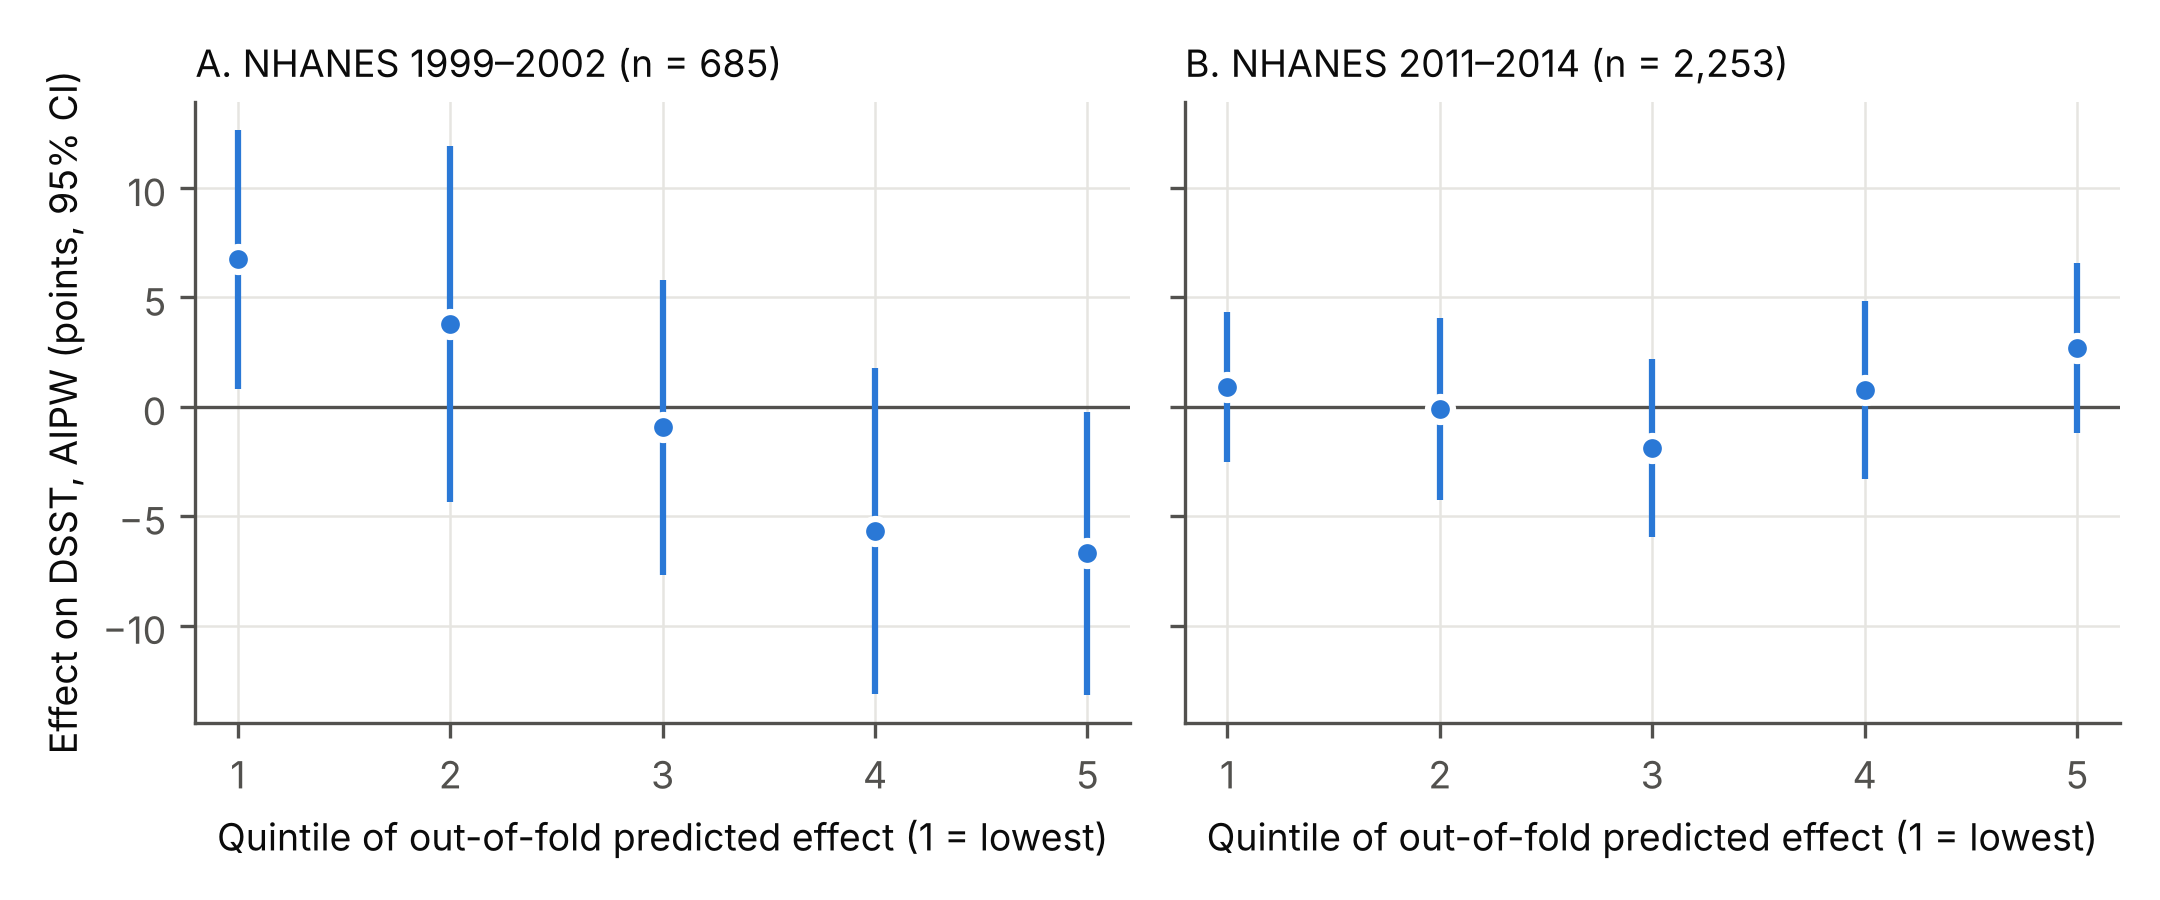 A. NHANES 1999–2002 (n = 685)
B. NHANES 2011–2014 (n = 2,253)
Effect on DSST, AIPW (points, 95% CI)
10
5
0
−5
−10
1 2 3 4 5
1 2 3 4 5
Quintile of out-of-fold predicted effect (1 = lowest)
Quintile of out-of-fold predicted effect (1 = lowest)